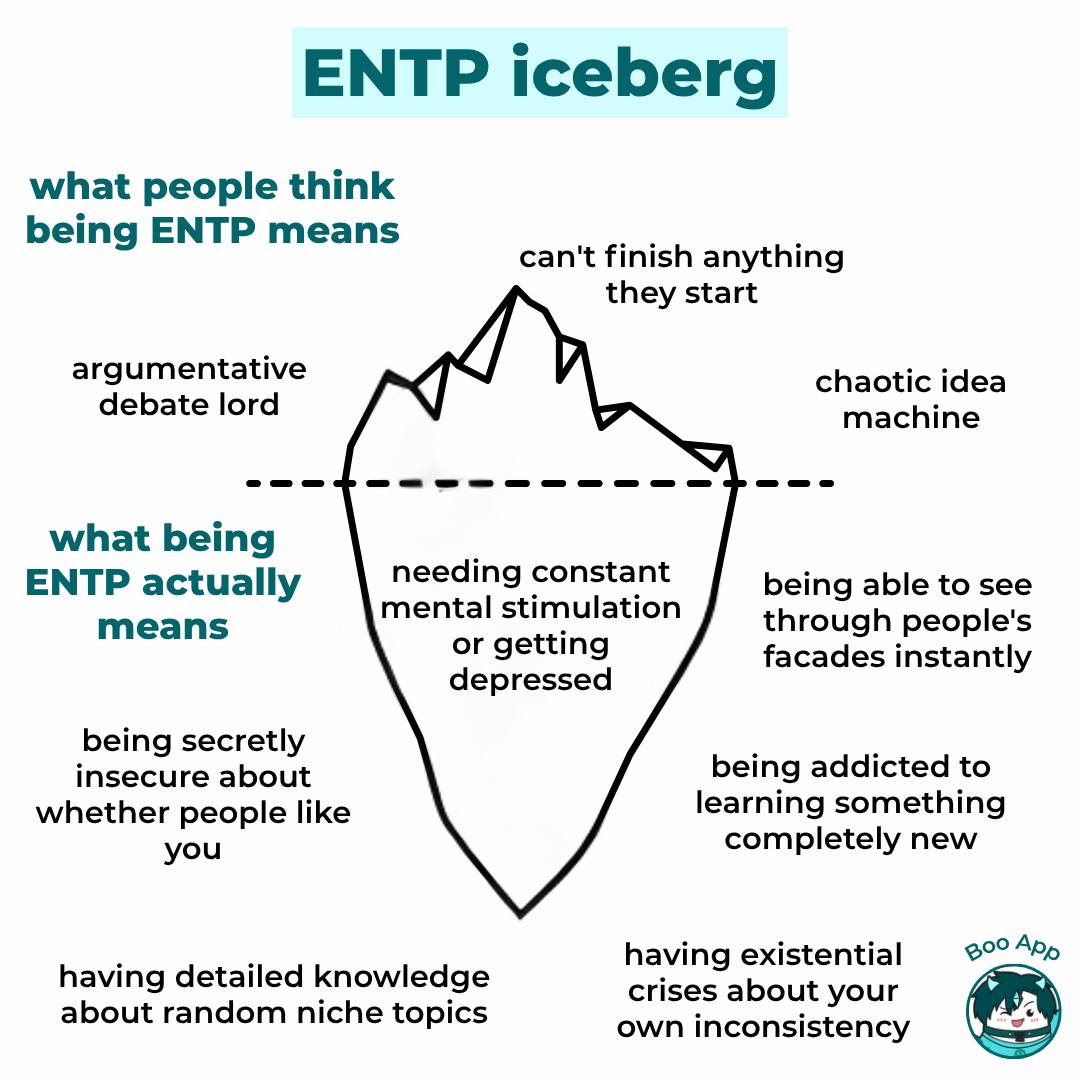 ENTP iceberg
what people think
being ENTP means
can't finish anything
they start
argumentative
debate lord
chaotic idea
machine
what being
ENTP actually
means
needing constant
mental stimulation
or getting
depressed
being able to see
through people's
facades instantly
being secretly
insecure about
whether people like
you
being addicted to
learning something
completely new
having detailed knowledge
about random niche topics
having existential
crises about your
own inconsistency
Boo App